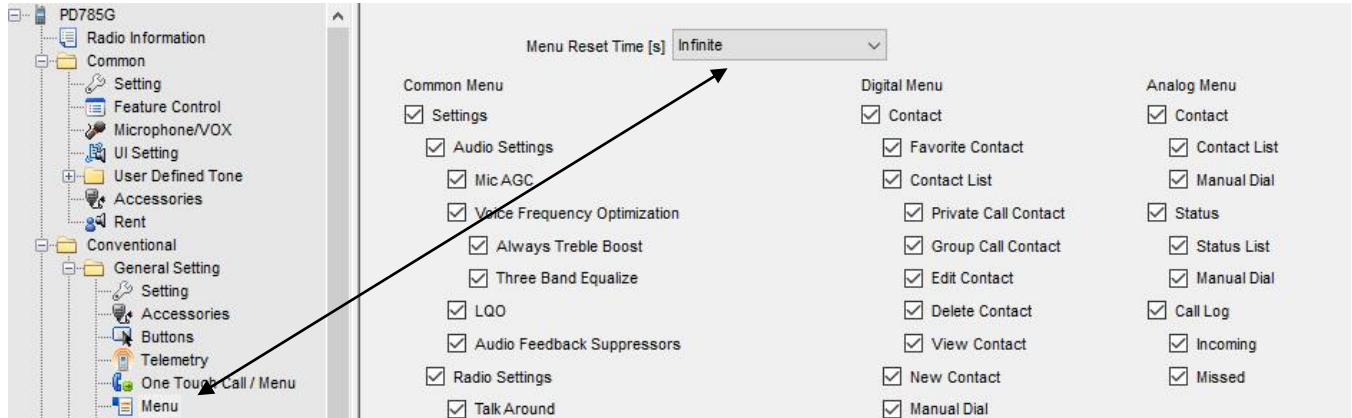 PD785G
Radio Information
Common
Setting
Feature Control
Microphone/VOX
UI Setting
User Defined Tone
Accessories
Rent
Conventional
General Setting
Setting
Accessories
Buttons
Telemetry
One Touch Call / Menu
Menu
Menu Reset Time [s] Infinite
Common Menu
Settings
Audio Settings
Mic AGC
Voice Frequency Optimization
Always Treble Boost
Three Band Equalize
LQO
Audio Feedback Suppressors
Radio Settings
Talk Around
Digital Menu
Contact
Favorite Contact
Contact List
Private Call Contact
Group Call Contact
Edit Contact
Delete Contact
View Contact
New Contact
Manual Dial
Analog Menu
Contact
Contact List
Manual Dial
Status
Status List
Manual Dial
Call Log
Incoming
Missed